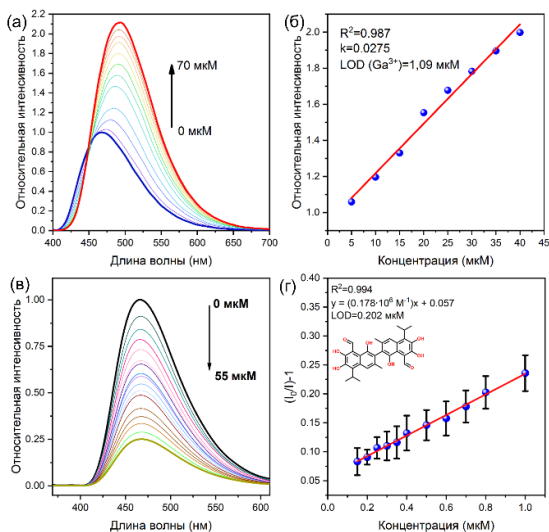 (а)
Относительная интенсивность
2.2
2.0
1.8
1.6
1.4
1.2
1.0
0.8
0.6
0.4
0.2
0.0
70 мкМ
0 мкМ
400 450 500 550 600 650 700
Длина волны (нм)
(б)
Относительная интенсивность
2.0
1.8
1.6
1.4
1.2
1.0
R²=0.987
k=0.0275
LOD (Ga³⁺)=1,09 мкМ
0 5 10 15 20 25 30 35 40 45
Концентрация (мкМ)
(в)
Относительная интенсивность
1.00
0.75
0.50
0.25
0.00
0 мкМ
55 мкМ
400 450 500 550 600
Длина волны (нм)
(г)
(I₀/I)-1
0.40
0.35
0.30
0.25
0.20
0.15
0.10
0.05
0.00
R²=0.994
y = (0.178·10⁶ M⁻¹)x + 0.057
LOD=0.202 мкМ
0.2 0.4 0.6 0.8 1.0
Концентрация (мкМ)